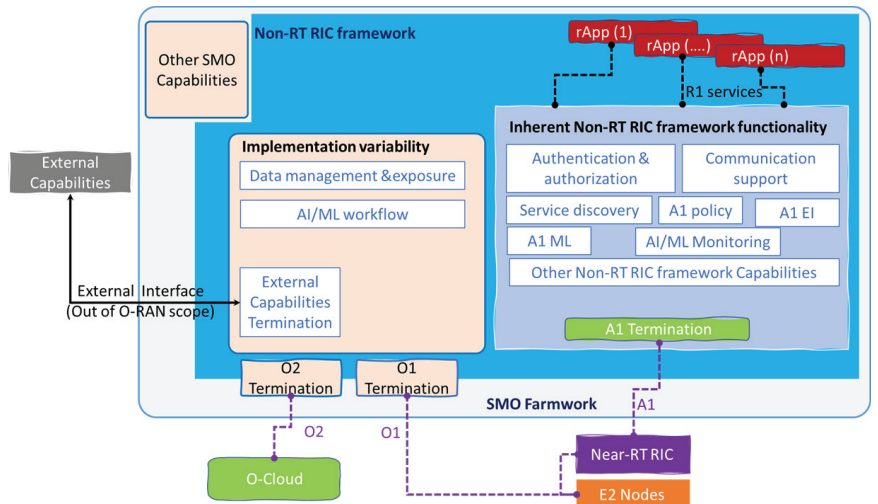 Non-RT RIC framework
Other SMO
Capabilities
rApp (1)
rApp (....)
rApp (n)
R1 services
Inherent Non-RT RIC framework functionality
Authentication &
authorization
Communication
support
Service discovery
A1 policy
A1 EI
A1 ML
AI/ML Monitoring
Other Non-RT RIC framework Capabilities
A1 Termination
Implementation variability
Data management &exposure
AI/ML workflow
External
Capabilities
Termination
External
Capabilities
External Interface
(Out of O-RAN scope)
O2
Termination
O1
Termination
SMO Farmwork
O2
O1
A1
O-Cloud
Near-RT RIC
E2 Nodes